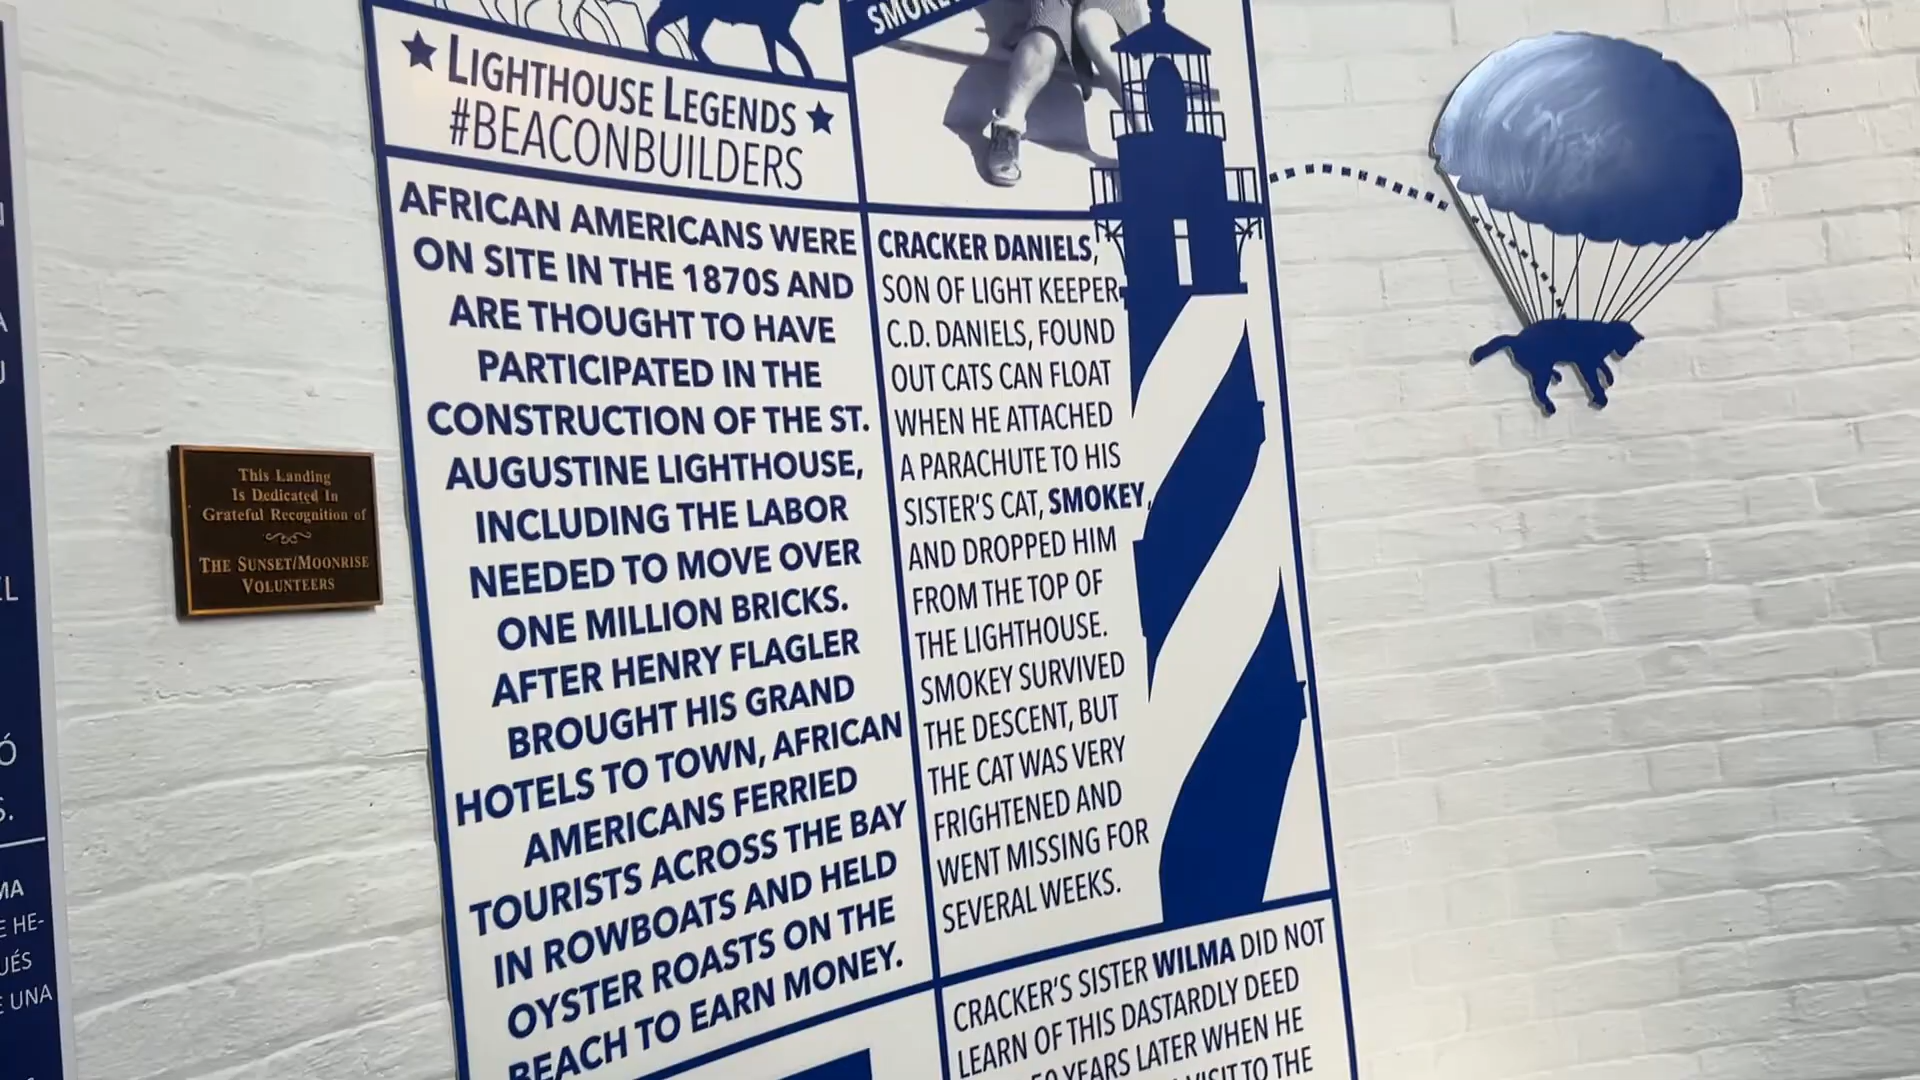 SMOKEY
★ LIGHTHOUSE LEGENDS ★
#BEACONBUILDERS
AFRICAN AMERICANS WERE
ON SITE IN THE 1870S AND
ARE THOUGHT TO HAVE
PARTICIPATED IN THE
CONSTRUCTION OF THE ST.
AUGUSTINE LIGHTHOUSE,
INCLUDING THE LABOR
NEEDED TO MOVE OVER
ONE MILLION BRICKS.
AFTER HENRY FLAGLER
BROUGHT HIS GRAND
HOTELS TO TOWN, AFRICAN
AMERICANS FERRIED
TOURISTS ACROSS THE BAY
IN ROWBOATS AND HELD
OYSTER ROASTS ON THE
BEACH TO EARN MONEY.
CRACKER DANIELS,
SON OF LIGHT KEEPER
C.D. DANIELS, FOUND
OUT CATS CAN FLOAT
WHEN HE ATTACHED
A PARACHUTE TO HIS
SISTER'S CAT, SMOKEY,
AND DROPPED HIM
FROM THE TOP OF
THE LIGHTHOUSE.
SMOKEY SURVIVED
THE DESCENT, BUT
THE CAT WAS VERY
FRIGHTENED AND
WENT MISSING FOR
SEVERAL WEEKS.
CRACKER'S SISTER WILMA DID NOT
LEARN OF THIS DASTARDLY DEED
50 YEARS LATER WHEN HE
VISIT TO THE
This Landing
Is Dedicated In
Grateful Recognition of
THE SUNSET/MOONRISE
VOLUNTEERS
UNA